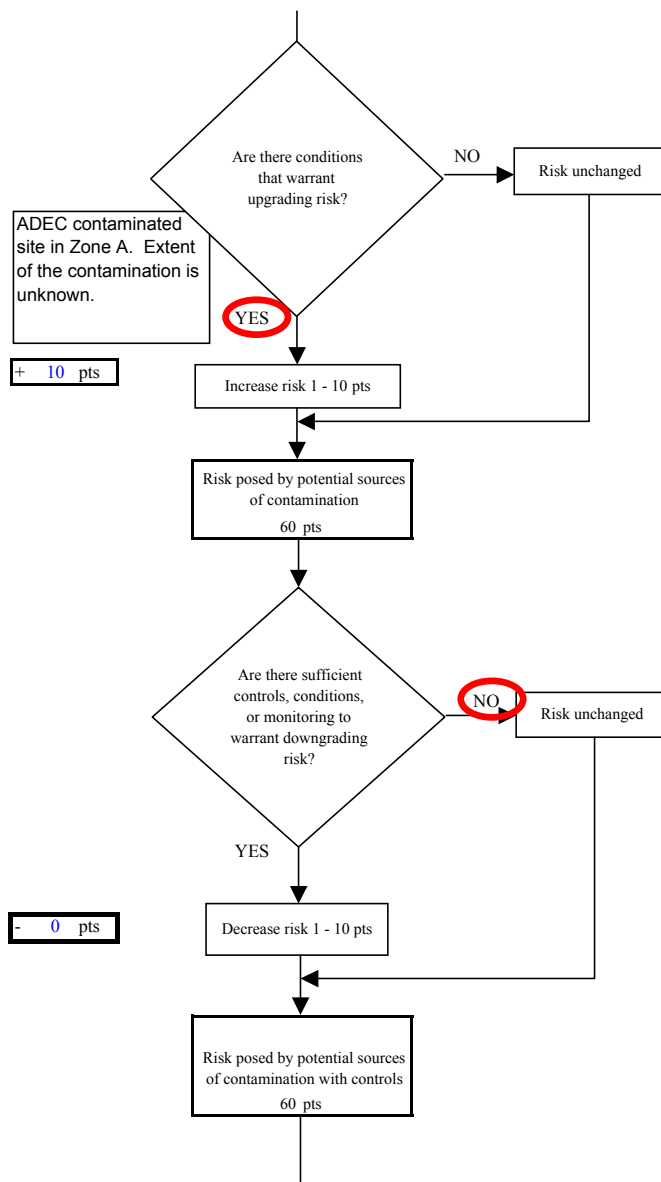 Are there conditions
that warrant
upgrading risk?
NO
Risk unchanged
ADEC contaminated
site in Zone A.  Extent
of the contamination is
unknown.
YES
+ 10 pts
Increase risk 1 - 10 pts
Risk posed by potential sources
of contamination
60 pts
Are there sufficient
controls, conditions,
or monitoring to
warrant downgrading
risk?
NO
Risk unchanged
YES
- 0 pts
Decrease risk 1 - 10 pts
Risk posed by potential sources
of contamination with controls
60 pts